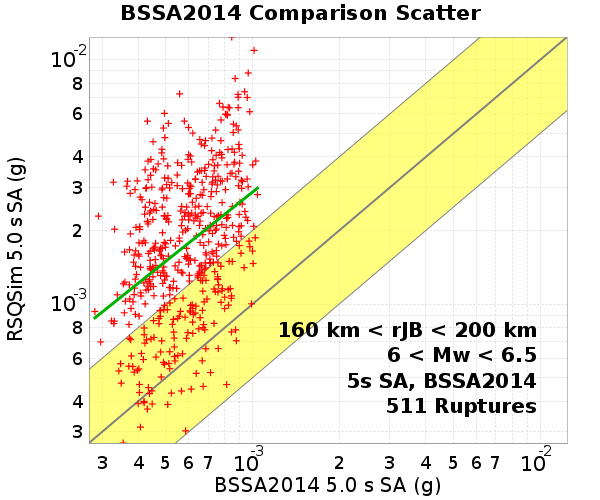 BSSA2014 Comparison Scatter
RSQSim 5.0 s SA (g)
10-2
8
6
4
3
2
10-3
8
6
4
3
160 km < rJB < 200 km
6 < Mw < 6.5
5s SA, BSSA2014
511 Ruptures
3 4 5 6 7 10-3 2 3 4 5 6 7 10-2
BSSA2014 5.0 s SA (g)